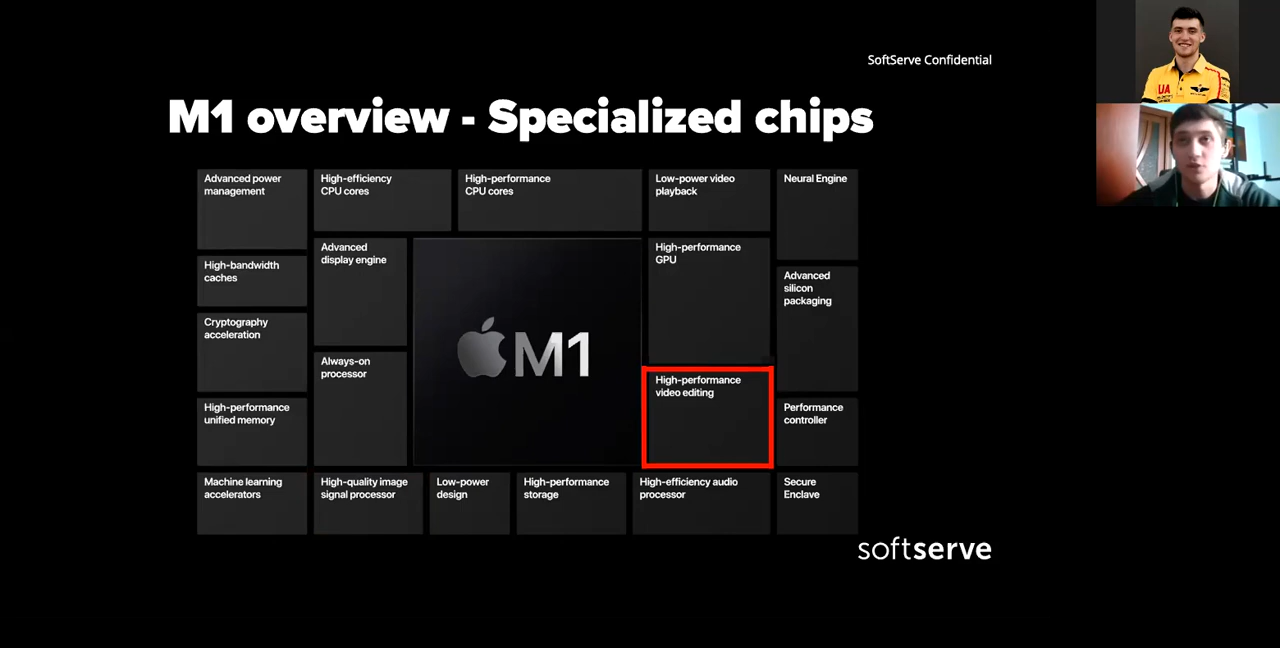 SoftServe Confidential
M1 overview - Specialized chips
Advanced power
management
High-efficiency
CPU cores
High-performance
CPU cores
Low-power video
playback
Neural Engine
High-bandwidth
caches
Advanced
display engine
High-performance
GPU
Advanced
silicon
packaging
Cryptography
acceleration
Always-on
processor
M1
High-performance
video editing
High-performance
unified memory
Performance
controller
Machine learning
accelerators
High-quality image
signal processor
Low-power
design
High-performance
storage
High-efficiency audio
processor
Secure
Enclave
softserve
UA